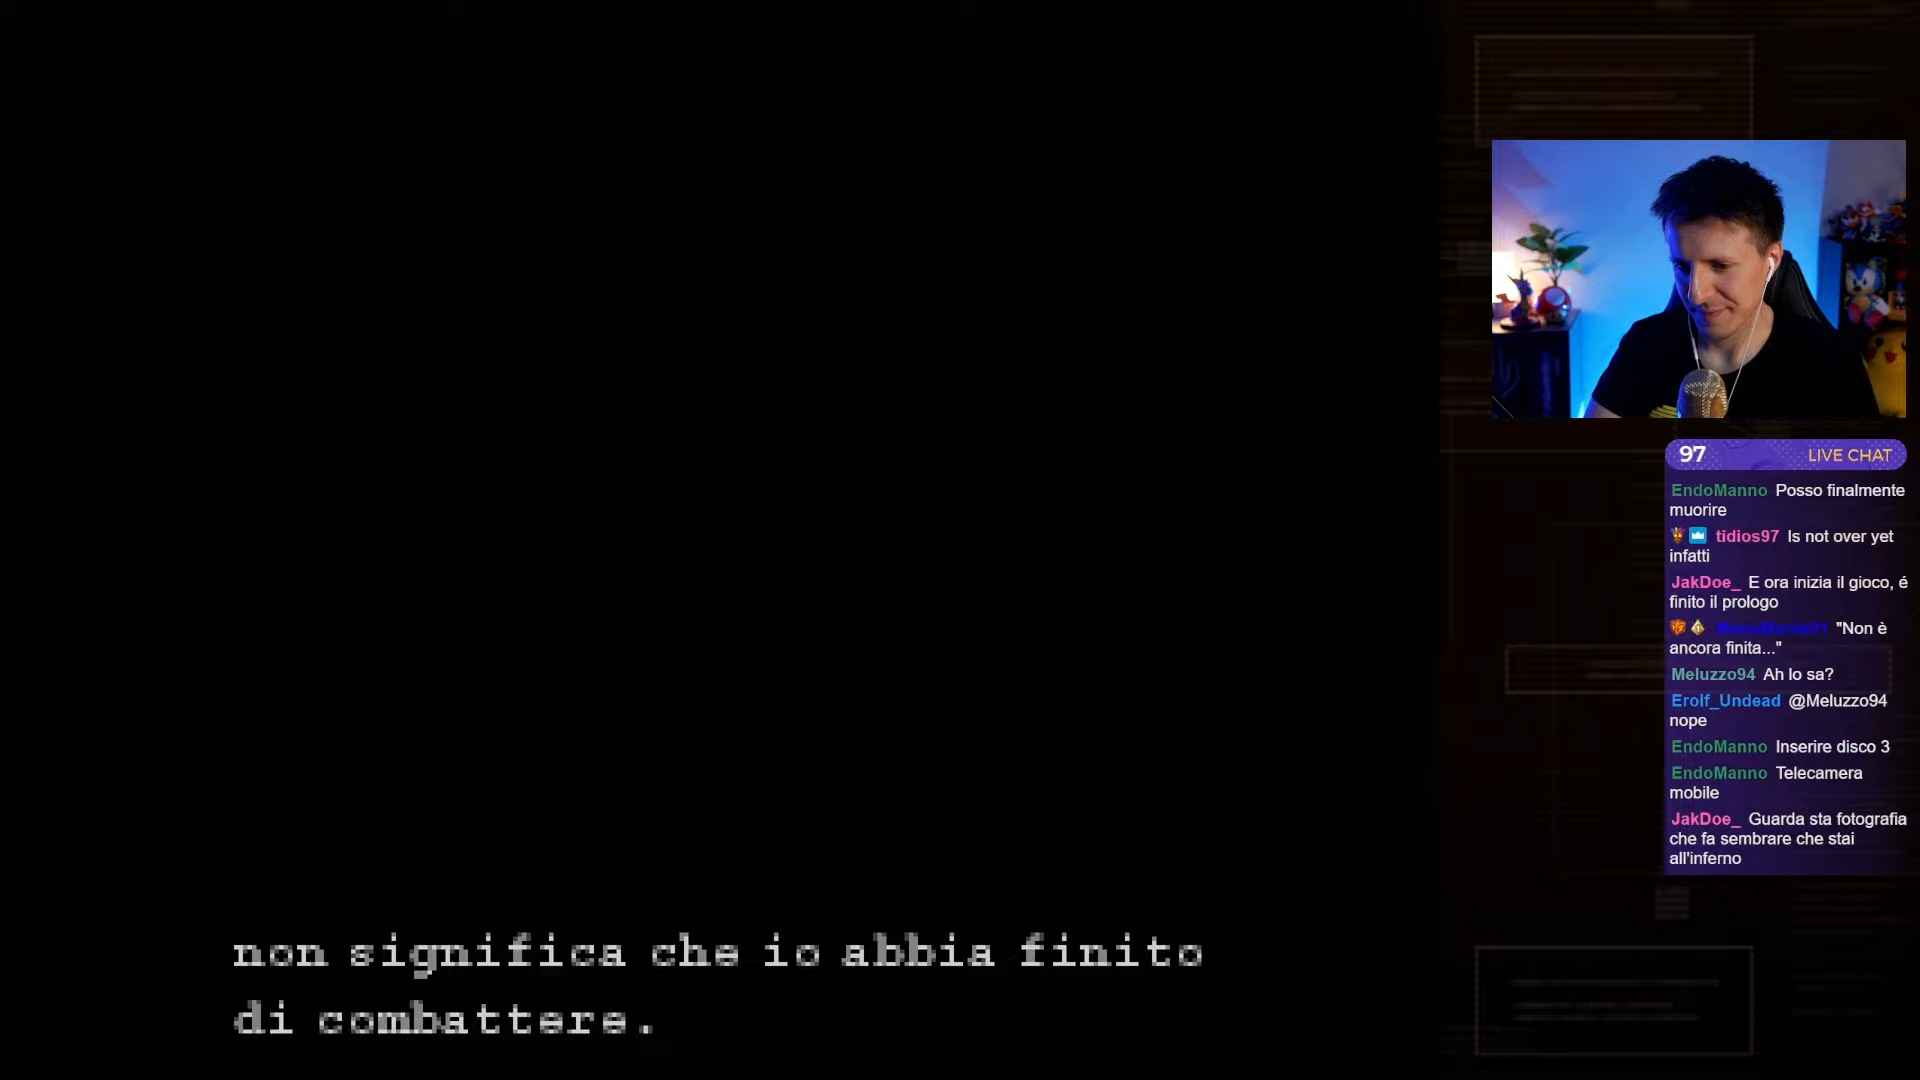 97
LIVE CHAT
EndoManno Posso finalmente
muorire
tidios97 Is not over yet
infatti
JakDoe_ E ora inizia il gioco, é
finito il prologo
ManuMonta91 "Non è
ancora finita..."
Meluzzo94 Ah lo sa?
Erolf_Undead @Meluzzo94
nope
EndoManno Inserire disco 3
EndoManno Telecamera
mobile
JakDoe_ Guarda sta fotografia
che fa sembrare che stai
all'inferno
non significa che io abbia finito
di combattere.